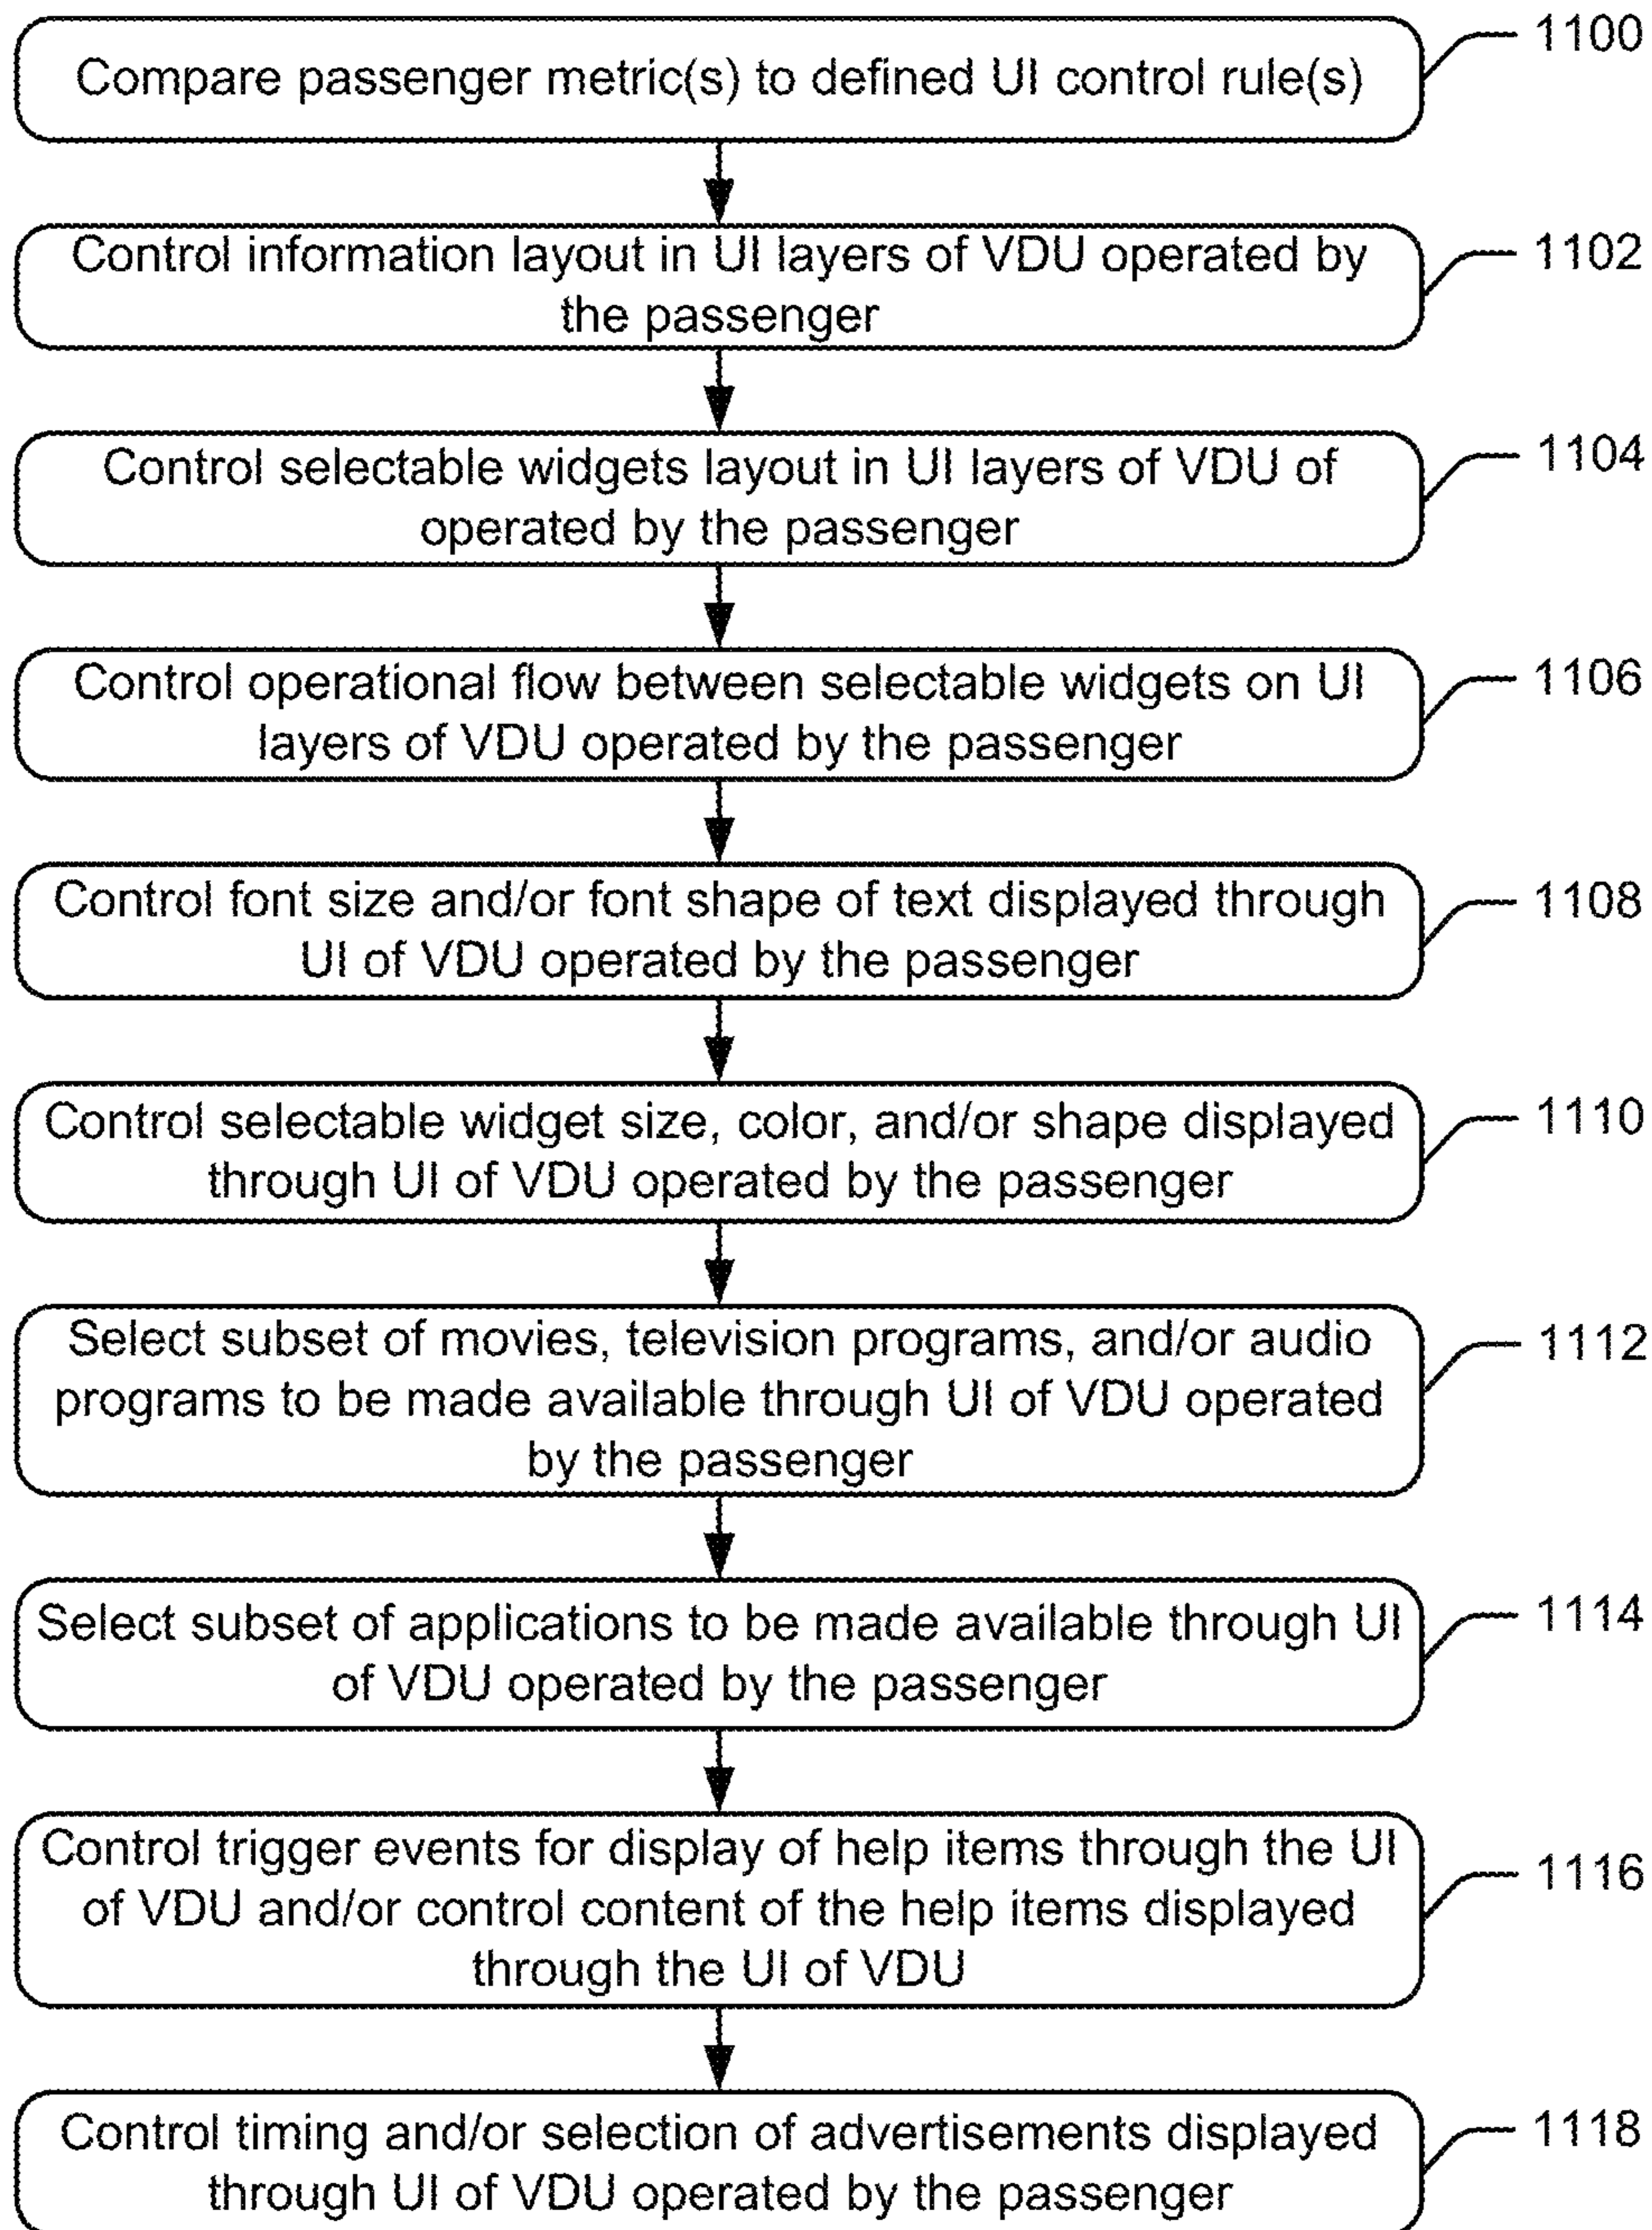 Compare passenger metric(s) to defined UI control rule(s)
1100
Control information layout in UI layers of VDU operated by
the passenger
1102
Control selectable widgets layout in UI layers of VDU of
operated by the passenger
1104
Control operational flow between selectable widgets on UI
layers of VDU operated by the passenger
1106
Control font size and/or font shape of text displayed through
UI of VDU operated by the passenger
1108
Control selectable widget size, color, and/or shape displayed
through UI of VDU operated by the passenger
1110
Select subset of movies, television programs, and/or audio
programs to be made available through UI of VDU operated
by the passenger
1112
Select subset of applications to be made available through UI
of VDU operated by the passenger
1114
Control trigger events for display of help items through the UI
of VDU and/or control content of the help items displayed
through the UI of VDU
1116
Control timing and/or selection of advertisements displayed
through UI of VDU operated by the passenger
1118